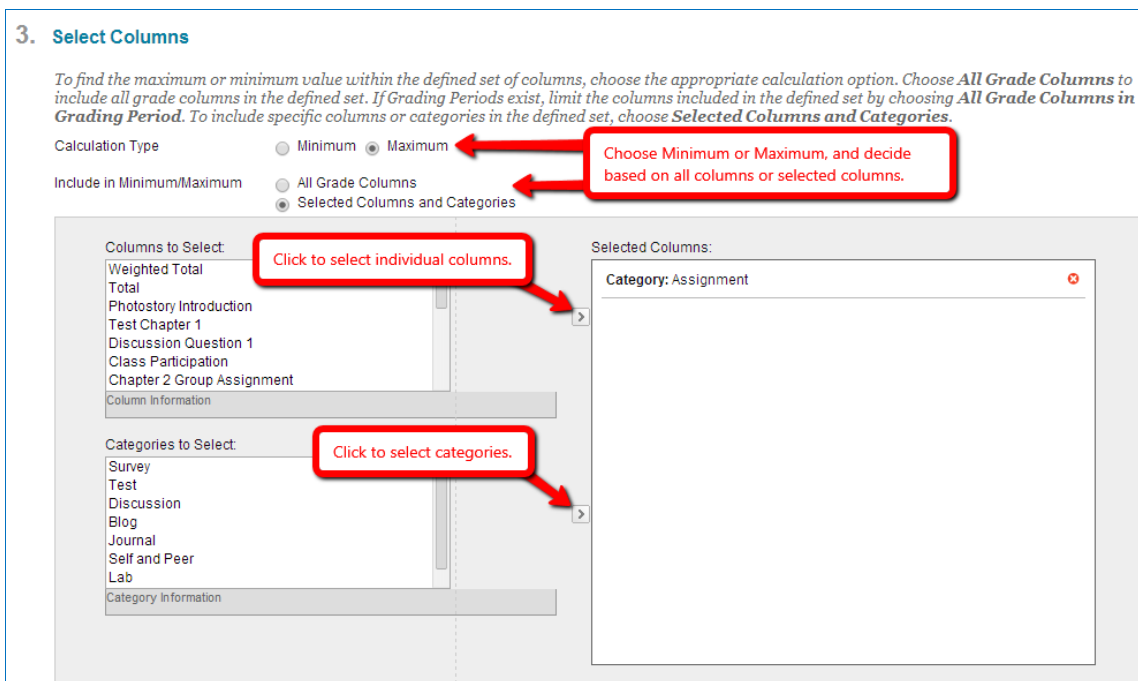 3. Select Columns
To find the maximum or minimum value within the defined set of columns, choose the appropriate calculation option. Choose All Grade Columns to
include all grade columns in the defined set. If Grading Periods exist, limit the columns included in the defined set by choosing All Grade Columns in
Grading Period. To include specific columns or categories in the defined set, choose Selected Columns and Categories.
Calculation Type
Minimum Maximum
Choose Minimum or Maximum, and decide
based on all columns or selected columns.
Include in Minimum/Maximum
All Grade Columns
Selected Columns and Categories
Columns to Select:
Click to select individual columns.
Weighted Total
Total
Photostory Introduction
Test Chapter 1
Discussion Question 1
Class Participation
Chapter 2 Group Assignment
Column Information
Categories to Select:
Click to select categories.
Survey
Test
Discussion
Blog
Journal
Self and Peer
Lab
Category Information
Selected Columns:
Category: Assignment